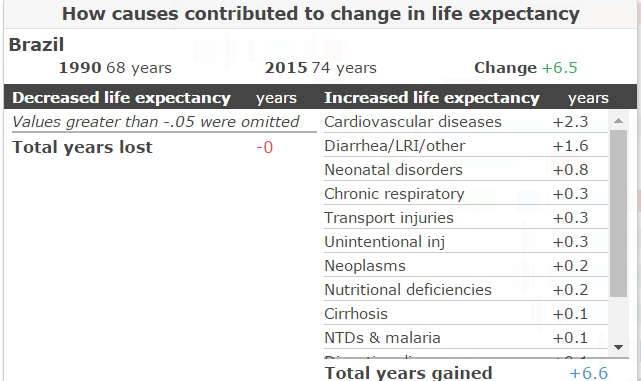 How causes contributed to change in life expectancy
Brazil
1990 68 years 2015 74 years Change +6.5
Decreased life expectancy years Increased life expectancy years
Values greater than -.05 were omitted Cardiovascular diseases +2.3
Total years lost -0 Diarrhea/LRI/other +1.6
Neonatal disorders +0.8
Chronic respiratory +0.3
Transport injuries +0.3
Unintentional inj +0.3
Neoplasms +0.2
Nutritional deficiencies +0.2
Cirrhosis +0.1
NTDs & malaria +0.1
Total years gained +6.6